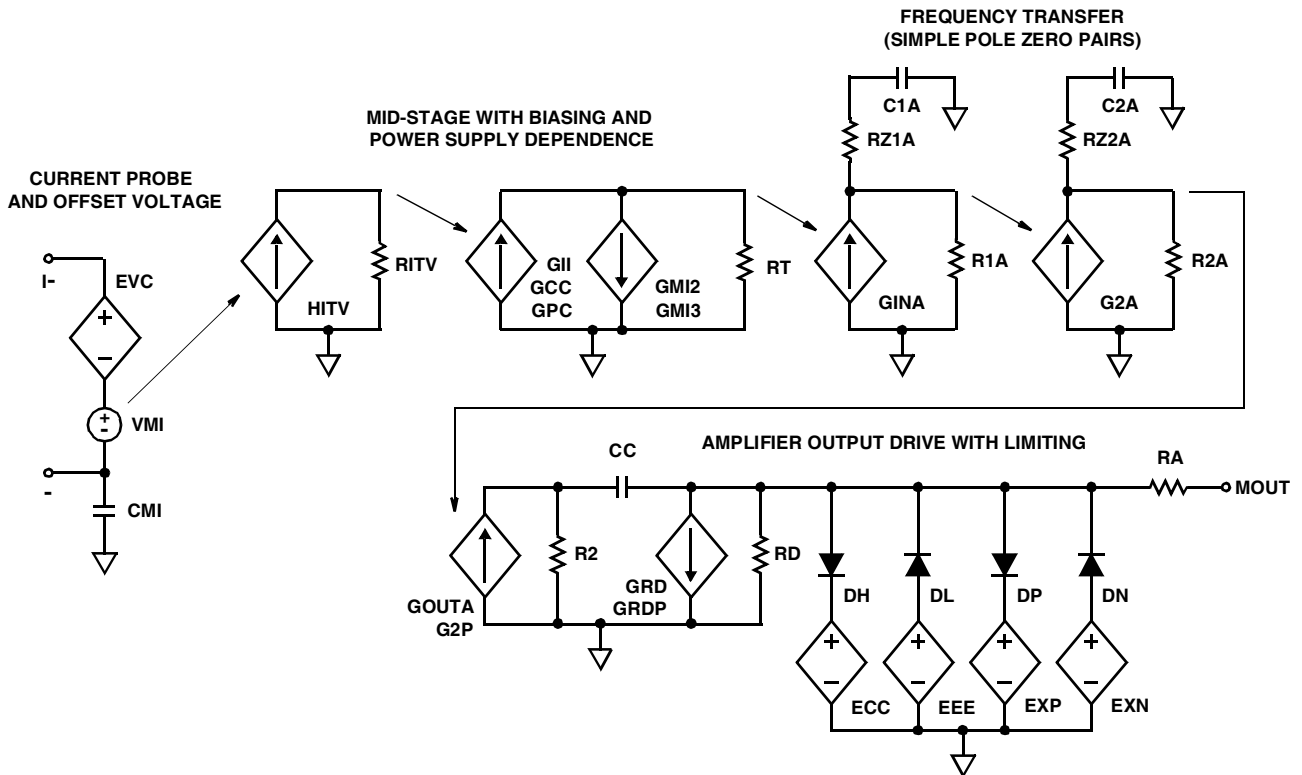 FREQUENCY TRANSFER
(SIMPLE POLE ZERO PAIRS)
C1A
C2A
RZ1A
RZ2A
MID-STAGE WITH BIASING AND
POWER SUPPLY DEPENDENCE
CURRENT PROBE
AND OFFSET VOLTAGE
I-
EVC
+
–
+
-
VMI
-
CMI
HITV
RITV
GII
GCC
GPC
GMI2
GMI3
RT
GINA
R1A
G2A
R2A
AMPLIFIER OUTPUT DRIVE WITH LIMITING
CC
RA
MOUT
GOUTA
G2P
R2
GRD
GRDP
RD
DH
DL
DP
DN
+
–
+
–
+
–
+
–
ECC
EEE
EXP
EXN